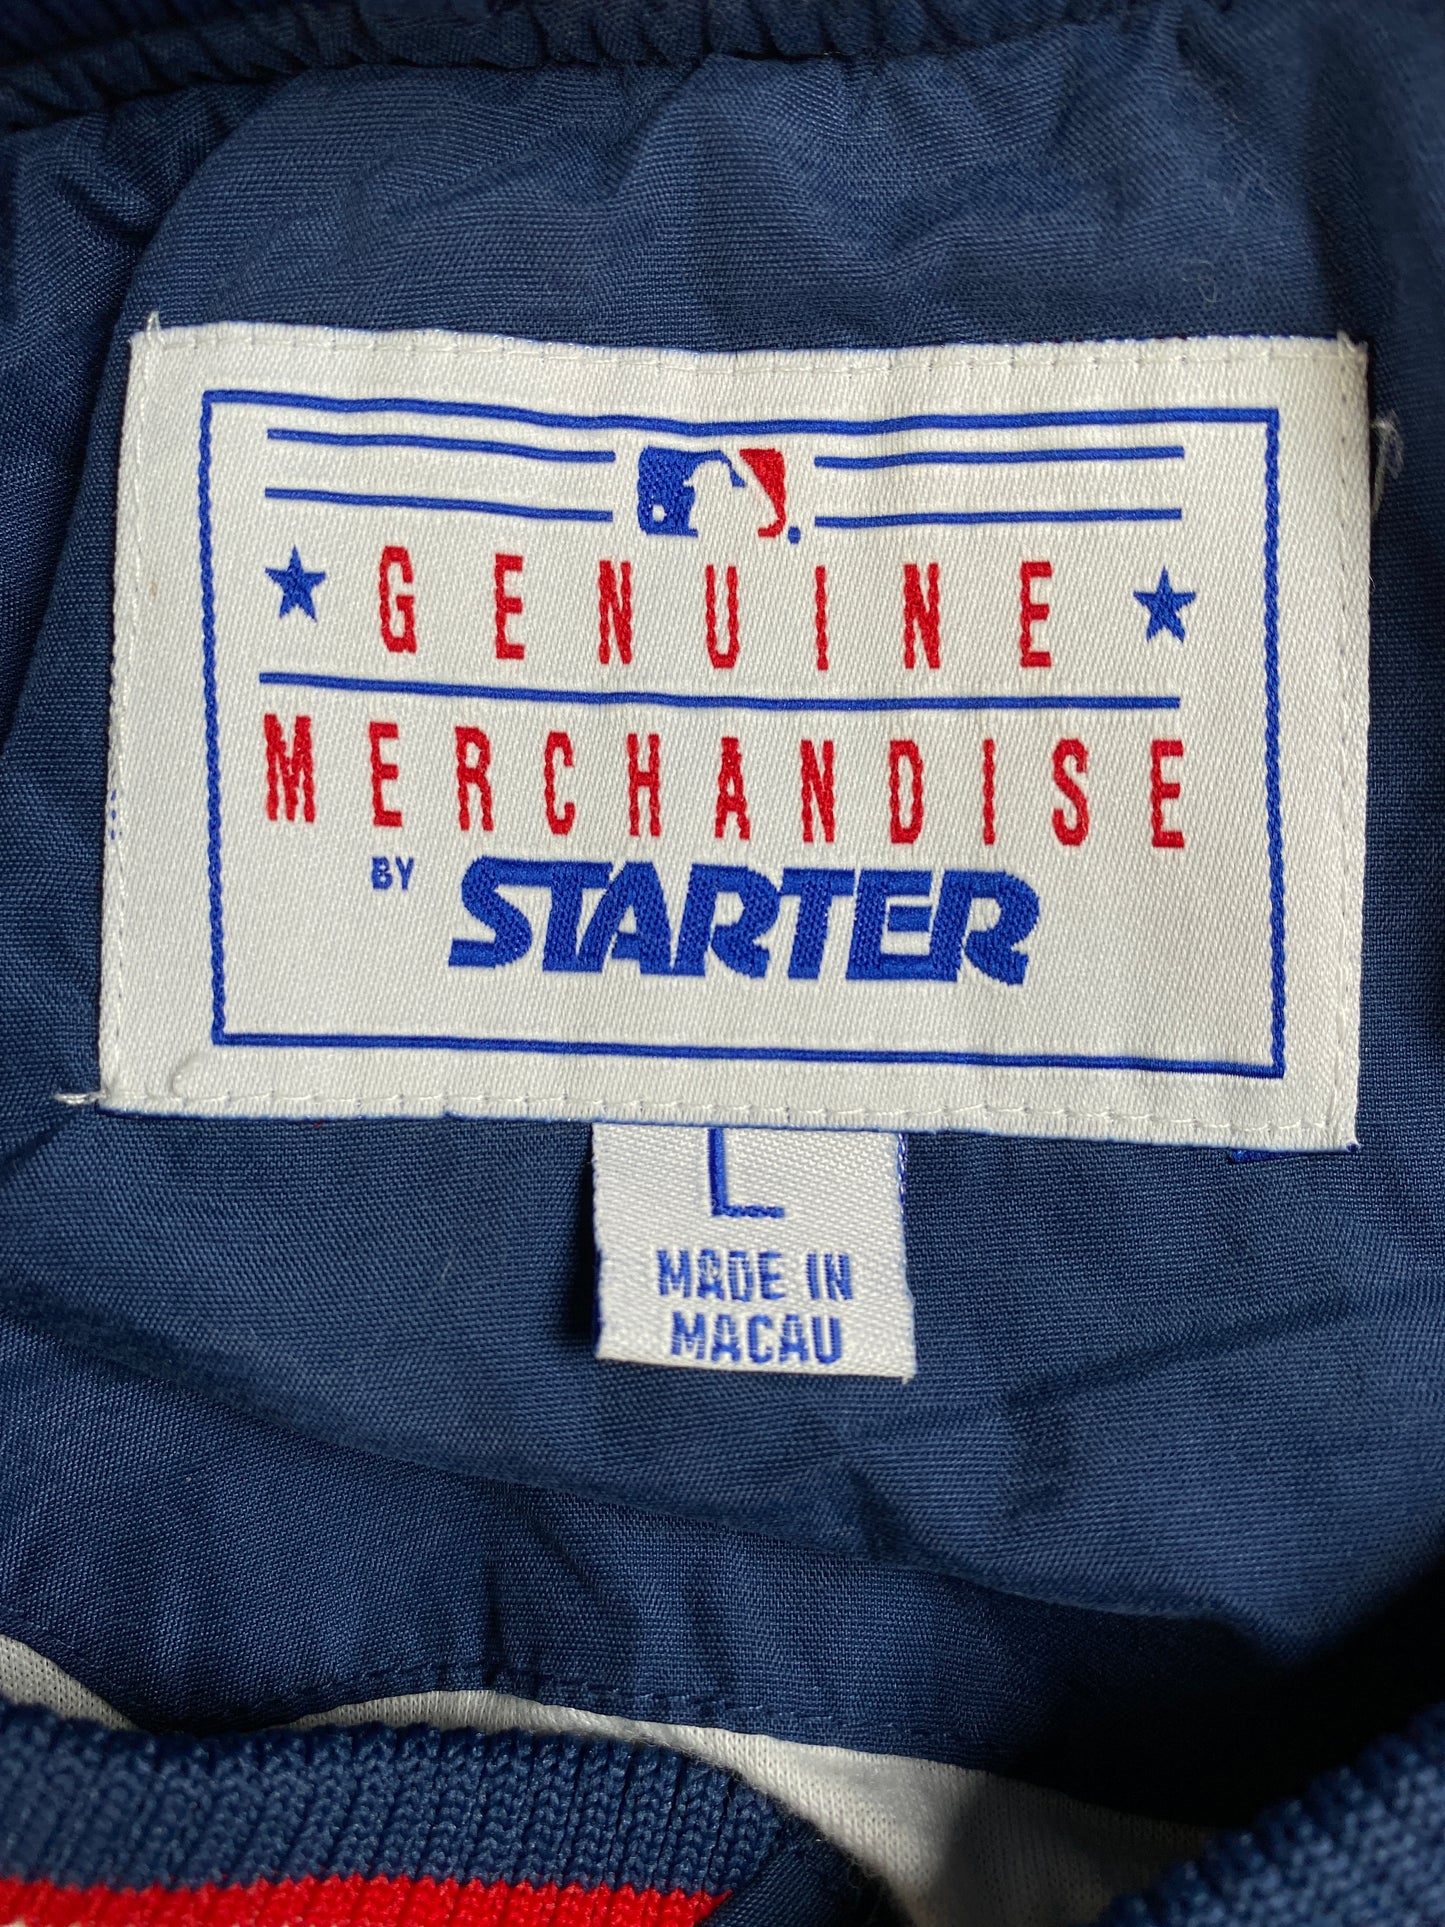 GENUINE
MERCHANDISE
BY STARTER
L
MADE IN
MACAU